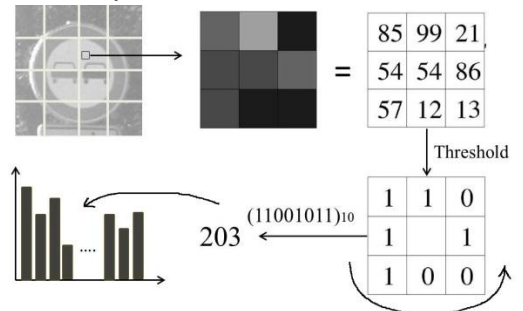 85 99 21,
54 54 86
57 12 13
=
Threshold
1 1 0
1 1
1 0 0
(11001011)10
203
....